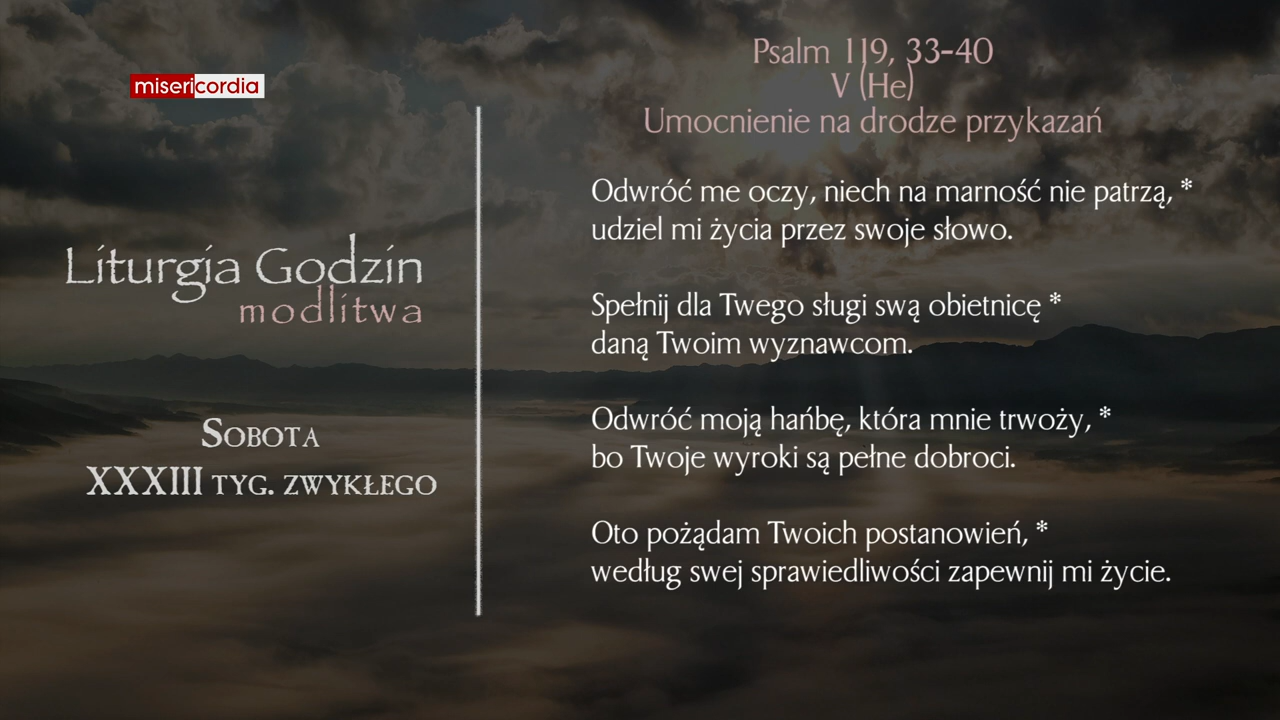 misericordia
Liturgia Godzin
modlitwa
Sobota
XXXIII tyg. zwykłego
Psalm 119, 33-40
V (He)
Umocnienie na drodze przykazań
Odwróć me oczy, niech na marność nie patrzą, *
udziel mi życia przez swoje słowo.
Spełnij dla Twego sługi swą obietnicę *
daną Twoim wyznawcom.
Odwróć moją hańbę, która mnie trwoży, *
bo Twoje wyroki są pełne dobroci.
Oto pożądam Twoich postanowień, *
według swej sprawiedliwości zapewnij mi życie.